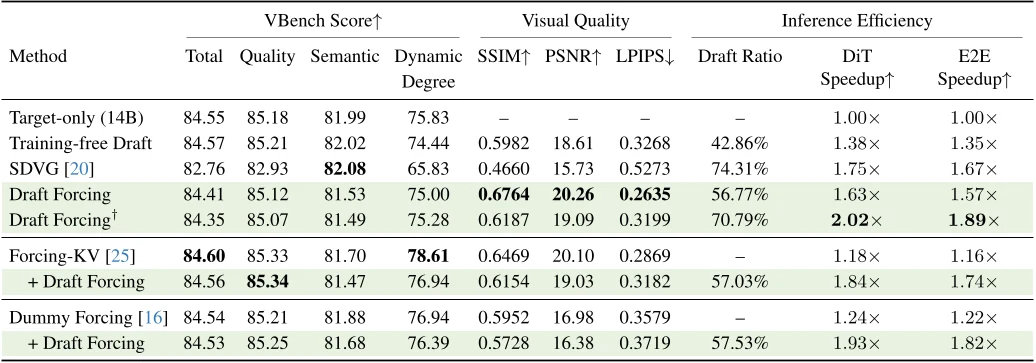 VBench Score↑ Visual Quality Inference Efficiency
Method Total Quality Semantic Dynamic Degree SSIM↑ PSNR↑ LPIPS↓ Draft Ratio DiT Speedup↑ E2E Speedup↑
Target-only (14B) 84.55 85.18 81.99 75.83 – – – – 1.00× 1.00×
Training-free Draft 84.57 85.21 82.02 74.44 0.5982 18.61 0.3268 42.86% 1.38× 1.35×
SDVG [20] 82.76 82.93 82.08 65.83 0.4660 15.73 0.5273 74.31% 1.75× 1.67×
Draft Forcing 84.41 85.12 81.53 75.00 0.6764 20.26 0.2635 56.77% 1.63× 1.57×
Draft Forcing† 84.35 85.07 81.49 75.28 0.6187 19.09 0.3199 70.79% 2.02× 1.89×
Forcing-KV [25] 84.60 85.33 81.70 78.61 0.6469 20.10 0.2869 – 1.18× 1.16×
+ Draft Forcing 84.56 85.34 81.47 76.94 0.6154 19.03 0.3182 57.03% 1.84× 1.74×
Dummy Forcing [16] 84.54 85.21 81.88 76.94 0.5952 16.98 0.3579 – 1.24× 1.22×
+ Draft Forcing 84.53 85.25 81.68 76.39 0.5728 16.38 0.3719 57.53% 1.93× 1.82×